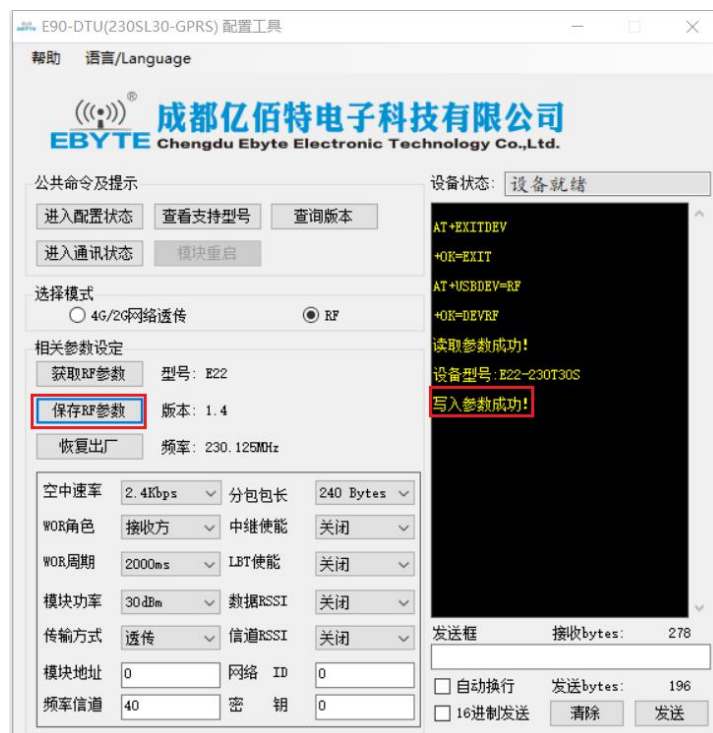 E90-DTU(230SL30-GPRS) 配置工具
帮助 语言/Language
EBYTE ® 成都亿佰特电子科技有限公司
Chengdu Ebyte Electronic Technology Co.,Ltd.
公共命令及提示
进入配置状态 查看支持型号 查询版本
进入通讯状态 模块重启
选择模式
4G/2G网络透传 RF
相关参数设定
获取RF参数 型号: E22
保存RF参数 版本: 1.4
恢复出厂 频率: 230.125MHz
空中速率 2.4Kbps 分包包长 240 Bytes
WOR角色 接收方 中继使能 关闭
WOR周期 2000ms LBT使能 关闭
模块功率 30dBm 数据RSSI 关闭
传输方式 透传 信道RSSI 关闭
模块地址 0 网络 ID 0
频率信道 40 密 钥 0
设备状态: 设备就绪
AT+EXITDEV
+OK=EXIT
AT+USBDEV=RF
+OK=DEVRF
读取参数成功!
设备型号:E22-230T30S
写入参数成功!
发送框 接收bytes: 278
自动换行 发送bytes: 196
16进制发送 清除 发送